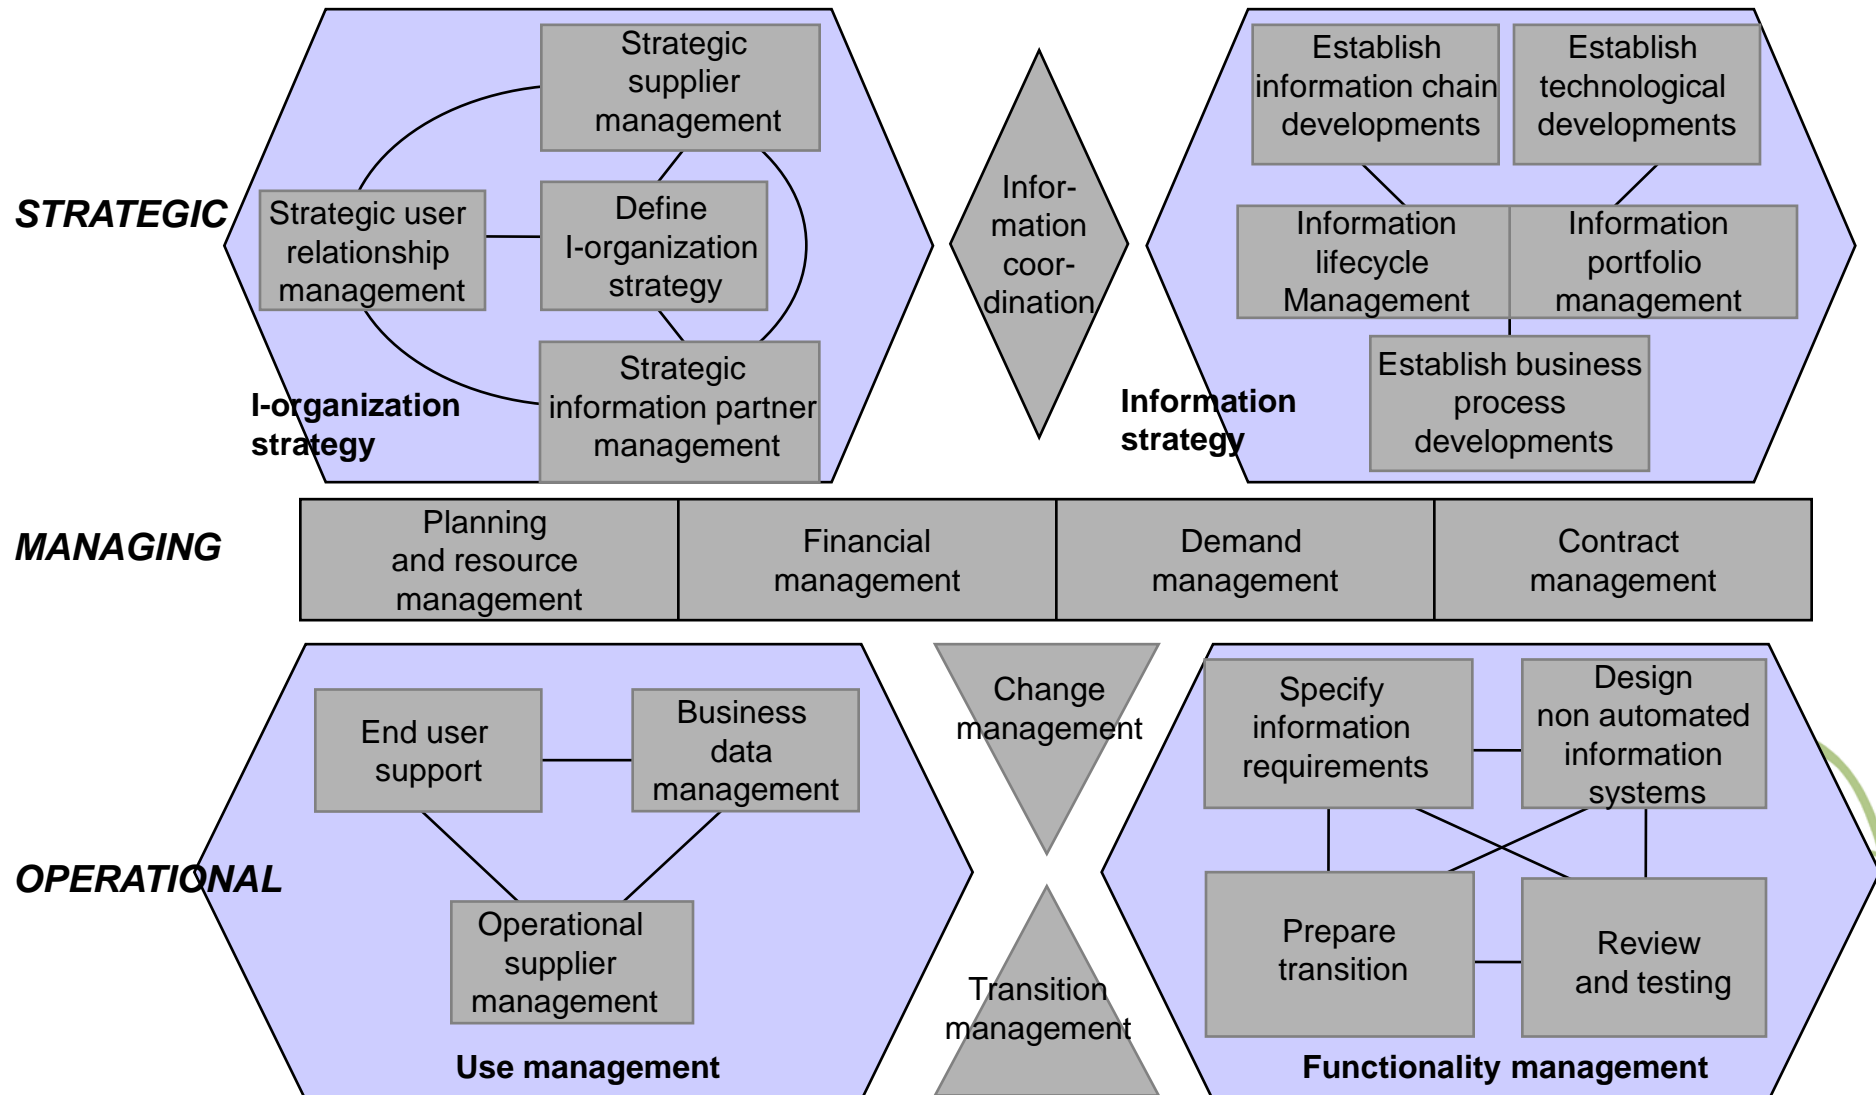 Strategic
supplier
management
STRATEGIC
Strategic user
relationship
management
Define
I-organization
strategy
Strategic
information partner
management
I-organization
strategy
Infor-
mation
coor-
dination
Establish
information chain
developments
Establish
technological
developments
Information
lifecycle
Management
Information
portfolio
management
Establish business
process
developments
Information
strategy
MANAGING
Planning
and resource
management
Financial
management
Demand
management
Contract
management
OPERATIONAL
End user
support
Business
data
management
Operational
supplier
management
Use management
Change
management
Transition
management
Specify
information
requirements
Design
non automated
information
systems
Prepare
transition
Review
and testing
Functionality management